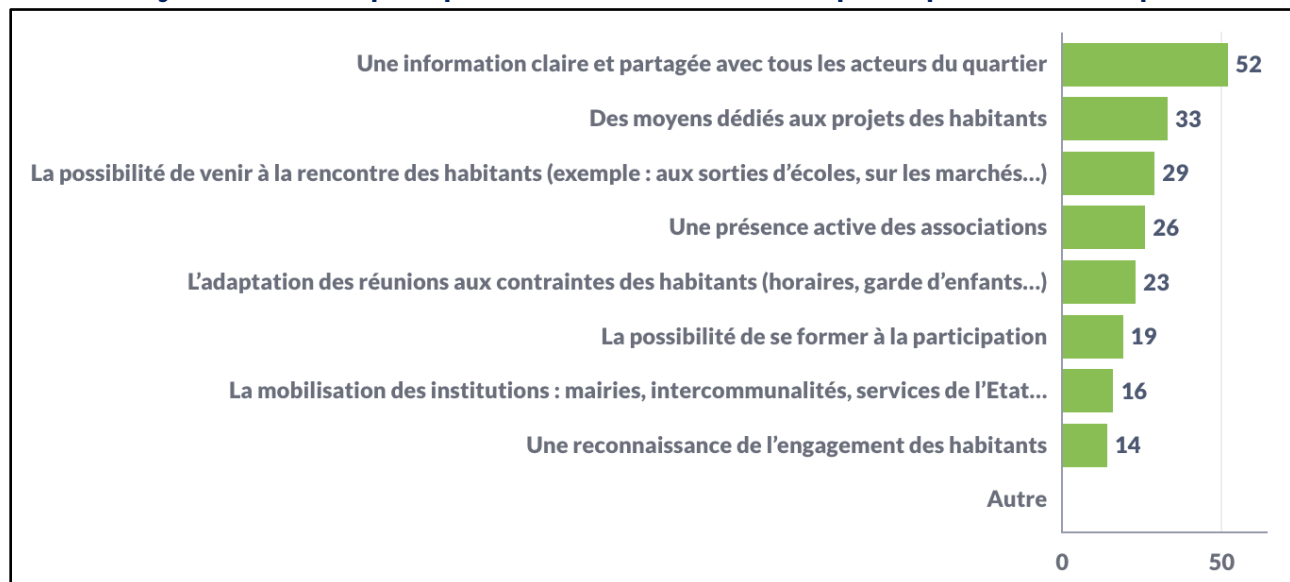 Une information claire et partagée avec tous les acteurs du quartier 52
Des moyens dédiés aux projets des habitants 33
La possibilité de venir à la rencontre des habitants (exemple : aux sorties d’écoles, sur les marchés...) 29
Une présence active des associations 26
L’adaptation des réunions aux contraintes des habitants (horaires, garde d’enfants...) 23
La possibilité de se former à la participation 19
La mobilisation des institutions : mairies, intercommunalités, services de l’Etat... 16
Une reconnaissance de l’engagement des habitants 14
Autre
0 50